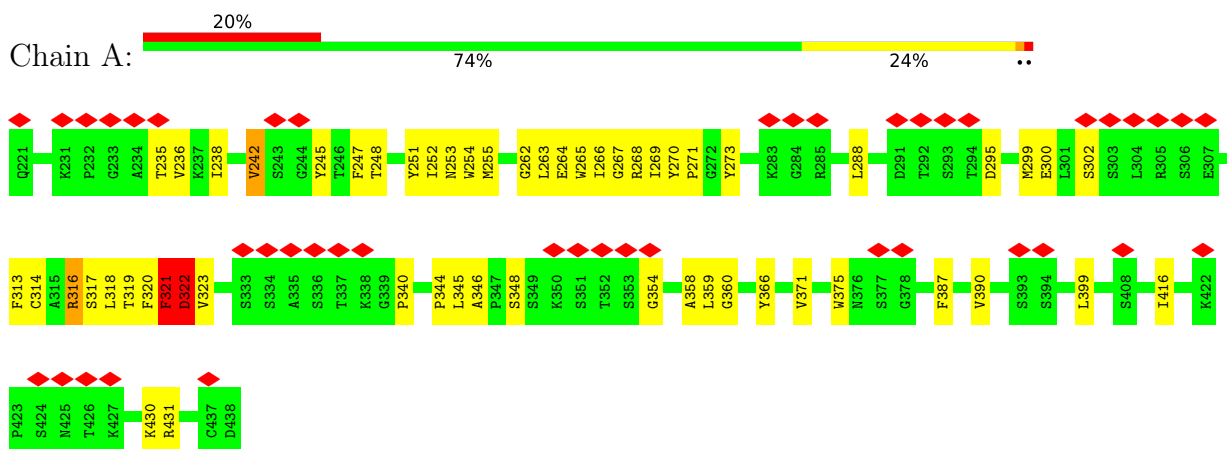 20%
Chain A:
74% 24% ••
Q221 K231 P232 G233 A234 T235 V236 K237 I238 V242 S243 G244 Y245 T246 F247 T248 Y251 I252 N253 W254 M255 G262 L263 E264 W265 I266 G267 R268 I269 Y270 P271 G272 Y273 K283 G284 R285 L288 D291 T292 S293 T294 D295 M299 E300 L301 S302 S303 L304 R305 S306 E307
F313 C314 A315 R316 S317 L318 T319 F320 F321 D322 V323 S333 S334 A335 S336 T337 K338 G339 P340 P344 L345 A346 P347 S348 S349 K350 S351 T352 S353 G354 A358 L359 G360 Y366 V371 W375 N376 S377 G378 F387 V390 S393 S394 L399 S408 I416 K422
P423 S424 N425 T426 K427 K430 R431 C437 D438